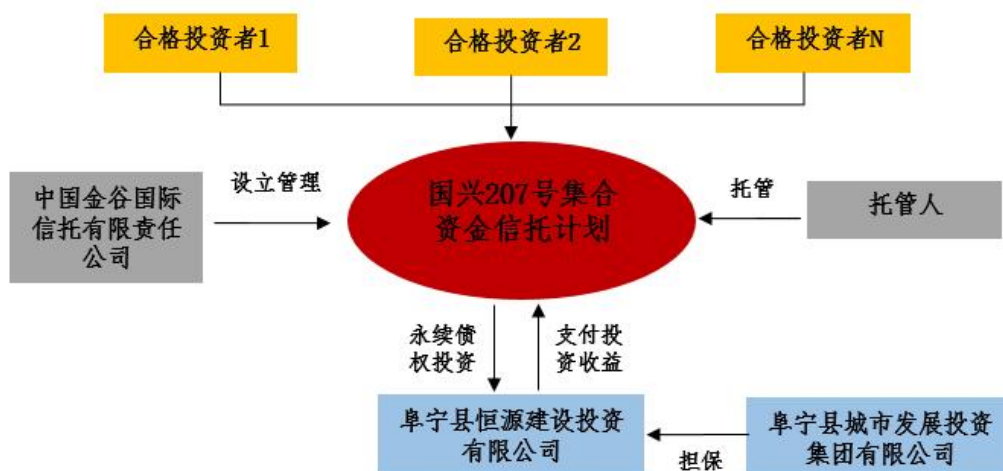 合格投资者1
合格投资者2
合格投资者N
中国金谷国际
信托有限责任
公司
设立管理
国兴207号集合
资金信托计划
托管
托管人
永续债
权投资
支付投
资收益
阜宁县恒源建设投资
有限公司
担保
阜宁县城市发展投资
集团有限公司